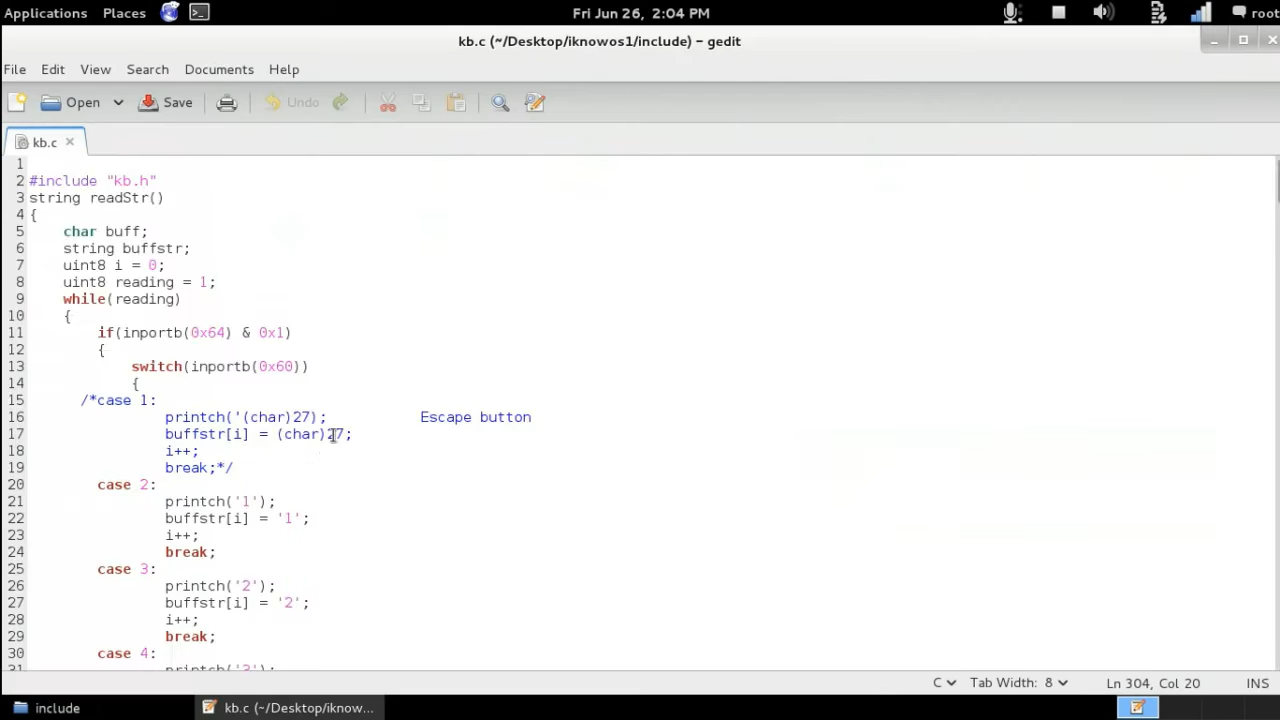 Applications Places Fri Jun 26, 2:04 PM root
kb.c (~/Desktop/iknowos1/include) – gedit
File Edit View Search Documents Help
Open Save Undo
kb.c
1
2 #include "kb.h"
3 string readStr()
4 {
5 char buff;
6 string buffstr;
7 uint8 i = 0;
8 uint8 reading = 1;
9 while(reading)
10 {
11 if(inportb(0x64) & 0x1)
12 {
13 switch(inportb(0x60))
14 {
15 /*case 1:
16 printch('(char)27); Escape button
17 buffstr[i] = (char)27;
18 i++;
19 break;*/
20 case 2:
21 printch('1');
22 buffstr[i] = '1';
23 i++;
24 break;
25 case 3:
26 printch('2');
27 buffstr[i] = '2';
28 i++;
29 break;
30 case 4:
31 printch('3');
C Tab Width: 8 Ln 304, Col 20 INS
include kb.c (~/Desktop/iknow...